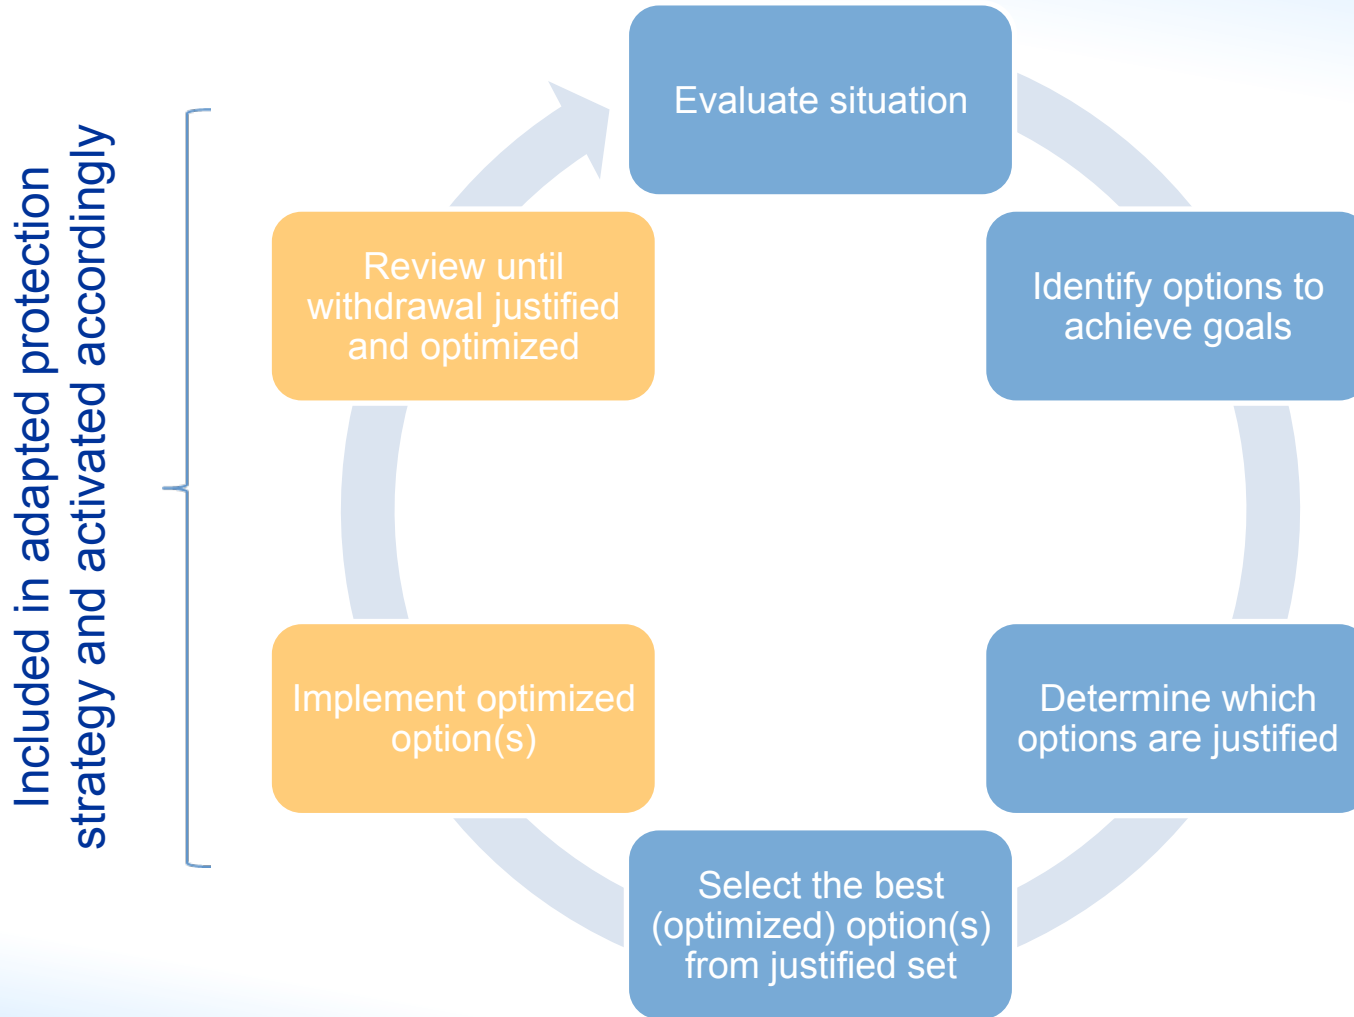 Included in adapted protection
strategy and activated accordingly
Evaluate situation
Identify options to
achieve goals
Determine which
options are justified
Select the best
(optimized) option(s)
from justified set
Implement optimized
option(s)
Review until
withdrawal justified
and optimized